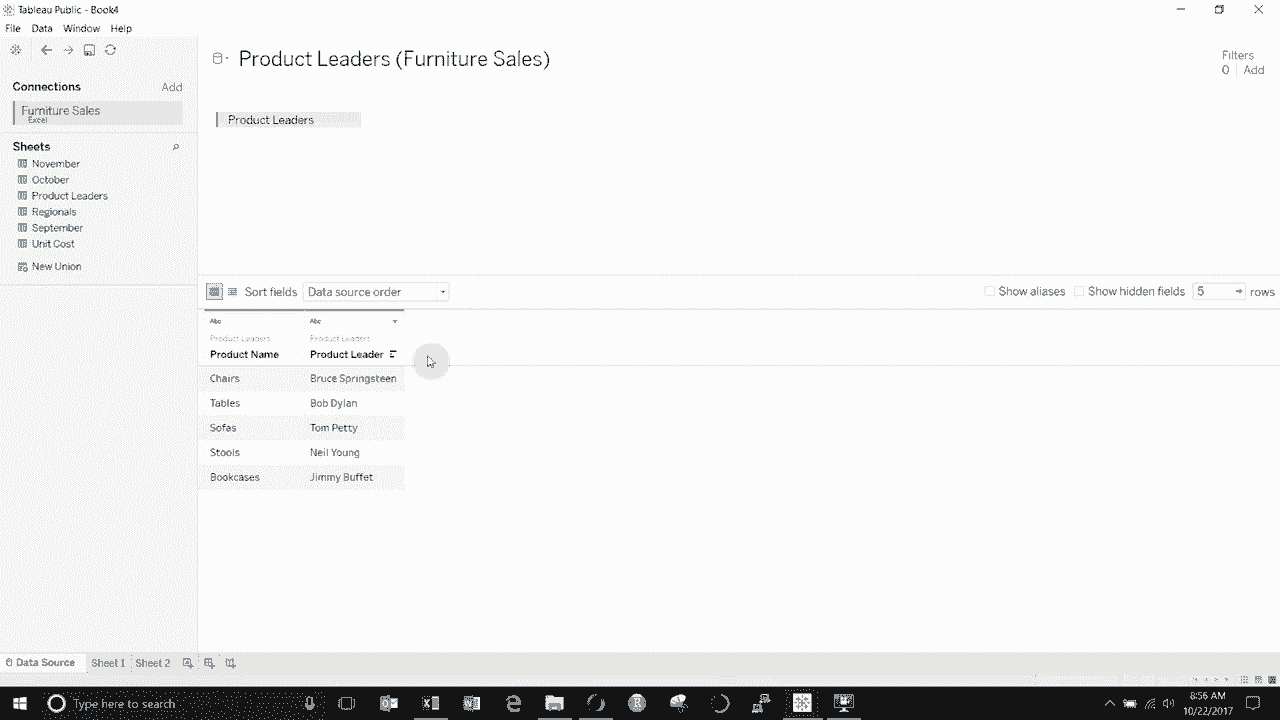 Tableau Public - Book4
File Data Window Help
Connections Add
Furniture Sales
Excel
Sheets
November
October
Product Leaders
Regionals
September
Unit Cost
New Union
Product Leaders (Furniture Sales)
Filters
0 Add
Product Leaders
Sort fields Data source order
Show aliases Show hidden fields 5 rows
Abc Abc
Product Leaders Product Leaders
Product Name Product Leader
Chairs Bruce Springsteen
Tables Bob Dylan
Sofas Tom Petty
Stools Neil Young
Bookcases Jimmy Buffet
Data Source Sheet 1 Sheet 2
Type here to search
8:56 AM
10/22/2017